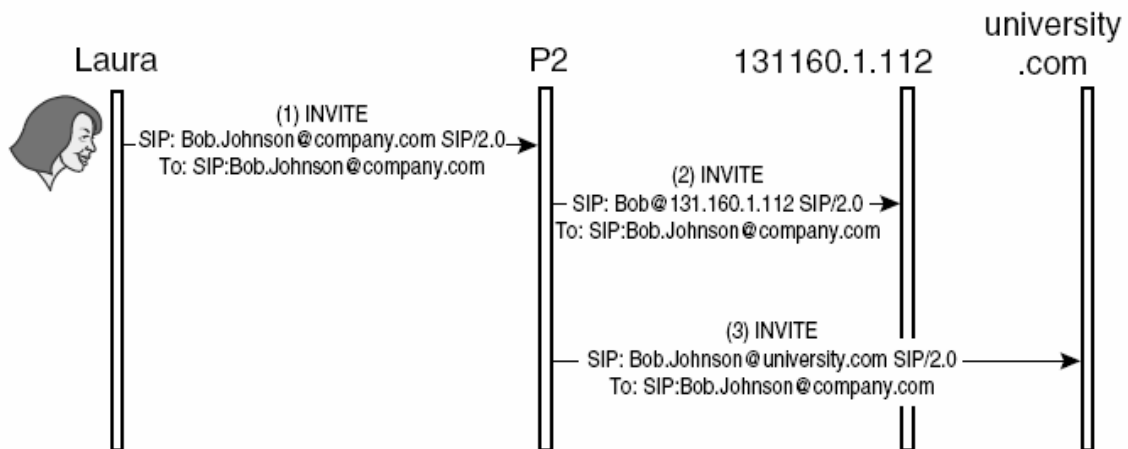 Laura
P2
131160.1.112
university
.com
(1) INVITE
SIP: Bob.Johnson@company.com SIP/2.0
To: SIP:Bob.Johnson@company.com
(2) INVITE
SIP: Bob@131.160.1.112 SIP/2.0
To: SIP:Bob.Johnson@company.com
(3) INVITE
SIP: Bob.Johnson@university.com SIP/2.0
To: SIP:Bob.Johnson@company.com